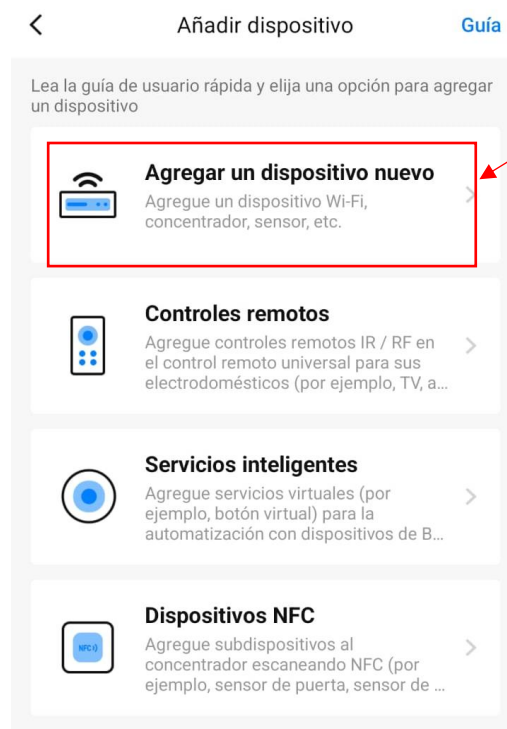 Añadir dispositivo
Guía
Lea la guía de usuario rápida y elija una opción para agregar
un dispositivo
Agregar un dispositivo nuevo
Agregue un dispositivo Wi-Fi,
concentrador, sensor, etc.
Controles remotos
Agregue controles remotos IR / RF en
el control remoto universal para sus
electrodomésticos (por ejemplo, TV, a...
Servicios inteligentes
Agregue servicios virtuales (por
ejemplo, botón virtual) para la
automatización con dispositivos de B...
NFC
Dispositivos NFC
Agregue subdispositivos al
concentrador escaneando NFC (por
ejemplo, sensor de puerta, sensor de ...